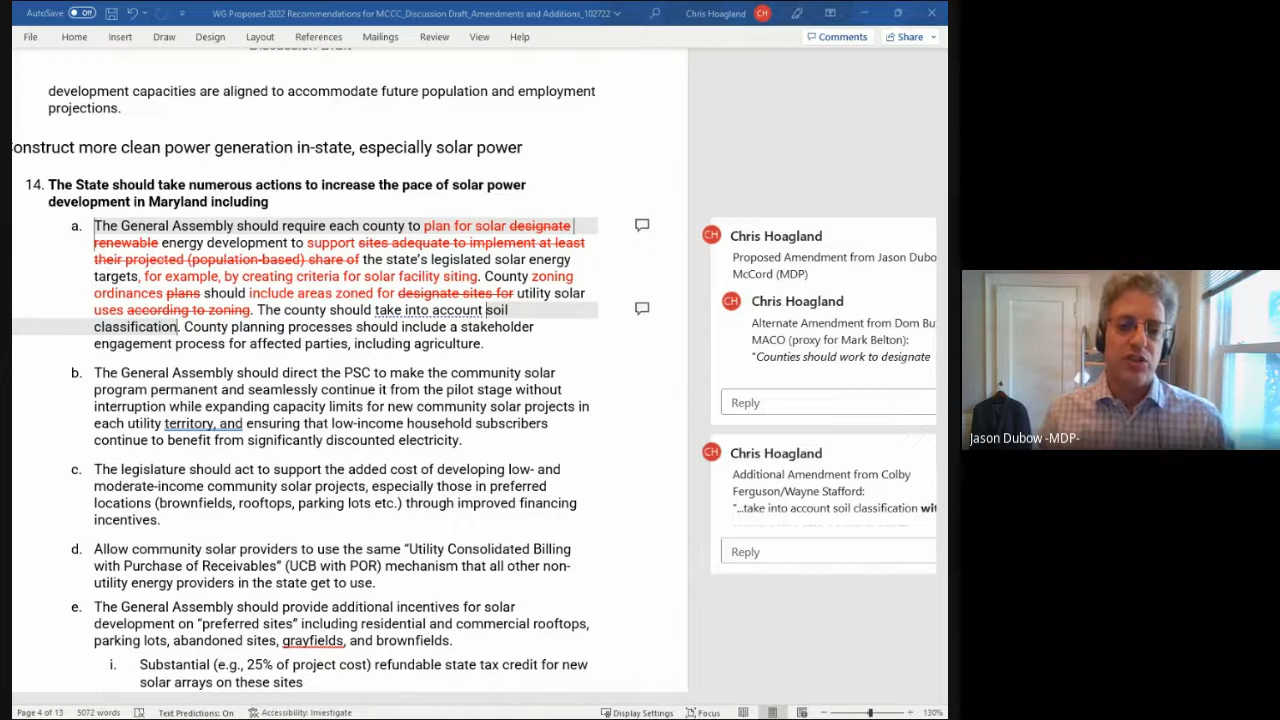 AutoSave Off WG Proposed 2022 Recommendations for MCCC_Discussion Draft_Amendments and Additions_102722 Chris Hoagland CH
File Home Insert Draw Design Layout References Mailings Review View Help Comments Share
Discussion Draft
development capacities are aligned to accommodate future population and employment
projections.
Construct more clean power generation in-state, especially solar power
14. The State should take numerous actions to increase the pace of solar power
development in Maryland including
a. The General Assembly should require each county to plan for solar designate
renewable energy development to support sites adequate to implement at least
their projected (population-based) share of the state's legislated solar energy
targets, for example, by creating criteria for solar facility siting. County zoning
ordinances plans should include areas zoned for designate sites for utility solar
uses according to zoning. The county should take into account soil
classification. County planning processes should include a stakeholder
engagement process for affected parties, including agriculture.
b. The General Assembly should direct the PSC to make the community solar
program permanent and seamlessly continue it from the pilot stage without
interruption while expanding capacity limits for new community solar projects in
each utility territory, and ensuring that low-income household subscribers
continue to benefit from significantly discounted electricity.
c. The legislature should act to support the added cost of developing low- and
moderate-income community solar projects, especially those in preferred
locations (brownfields, rooftops, parking lots etc.) through improved financing
incentives.
d. Allow community solar providers to use the same “Utility Consolidated Billing
with Purchase of Receivables” (UCB with POR) mechanism that all other non-
utility energy providers in the state get to use.
e. The General Assembly should provide additional incentives for solar
development on “preferred sites” including residential and commercial rooftops,
parking lots, abandoned sites, grayfields, and brownfields.
i. Substantial (e.g., 25% of project cost) refundable state tax credit for new
solar arrays on these sites
CH Chris Hoagland
Proposed Amendment from Jason Dubo
McCord (MDP)
CH Chris Hoagland
Alternate Amendment from Dom Bu
MACO (proxy for Mark Belton):
"Counties should work to designate
Reply
CH Chris Hoagland
Additional Amendment from Colby
Ferguson/Wayne Stafford:
"...take into account soil classification wit
Reply
Jason Dubow -MDP-
Page 4 of 13 5072 words Text Predictions: On Accessibility: Investigate Display Settings Focus 130%